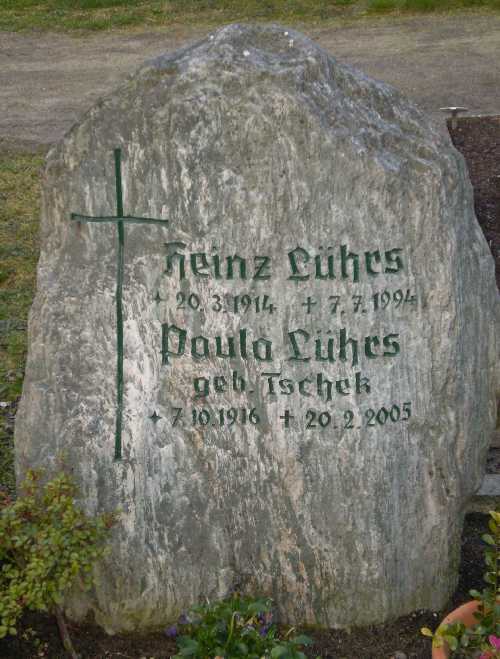 Heinz Lührs
✦ 20.3.1914 ✝ 7.7.1994
Paula Lührs
geb. Tschek
✦ 7.10.1916 ✝ 20.2.2005